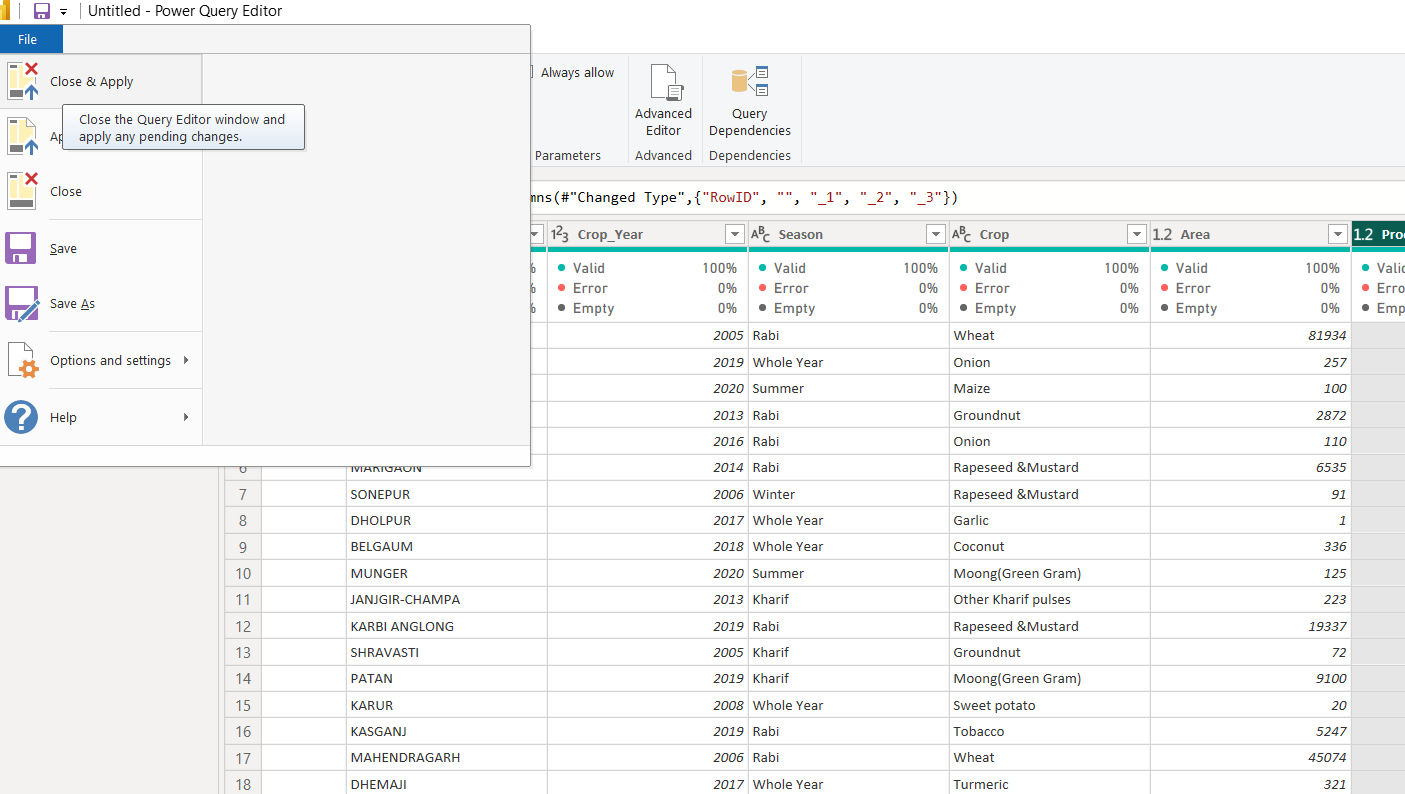 Untitled - Power Query Editor
File
Close & Apply
Close the Query Editor window and
apply any pending changes.
Close
Save
Save As
Options and settings
Help
Always allow
Parameters
Advanced
Editor
Advanced
Query
Dependencies
Dependencies
mns(#"Changed Type",{"RowID", "", "_1", "_2", "_3"})
1²3 Crop_Year ABC Season ABC Crop 1.2 Area 1.2
% Valid 100% Valid 100% Valid 100% Valid 100%
% Error 0% Error 0% Error 0% Error 0%
% Empty 0% Empty 0% Empty 0% Empty 0%
2005 Rabi Wheat 81934
2019 Whole Year Onion 257
2020 Summer Maize 100
2013 Rabi Groundnut 2872
2016 Rabi Onion 110
6 MARIGAON 2014 Rabi Rapeseed &Mustard 6535
7 SONEPUR 2006 Winter Rapeseed &Mustard 91
8 DHOLPUR 2017 Whole Year Garlic 1
9 BELGAUM 2018 Whole Year Coconut 336
10 MUNGER 2020 Summer Moong(Green Gram) 125
11 JANJGIR-CHAMPA 2013 Kharif Other Kharif pulses 223
12 KARBI ANGLONG 2019 Rabi Rapeseed &Mustard 19337
13 SHRAVASTI 2005 Kharif Groundnut 72
14 PATAN 2019 Kharif Moong(Green Gram) 9100
15 KARUR 2008 Whole Year Sweet potato 20
16 KASGANJ 2019 Rabi Tobacco 5247
17 MAHENDRAGARH 2006 Rabi Wheat 45074
18 DHEMAJI 2017 Whole Year Turmeric 321